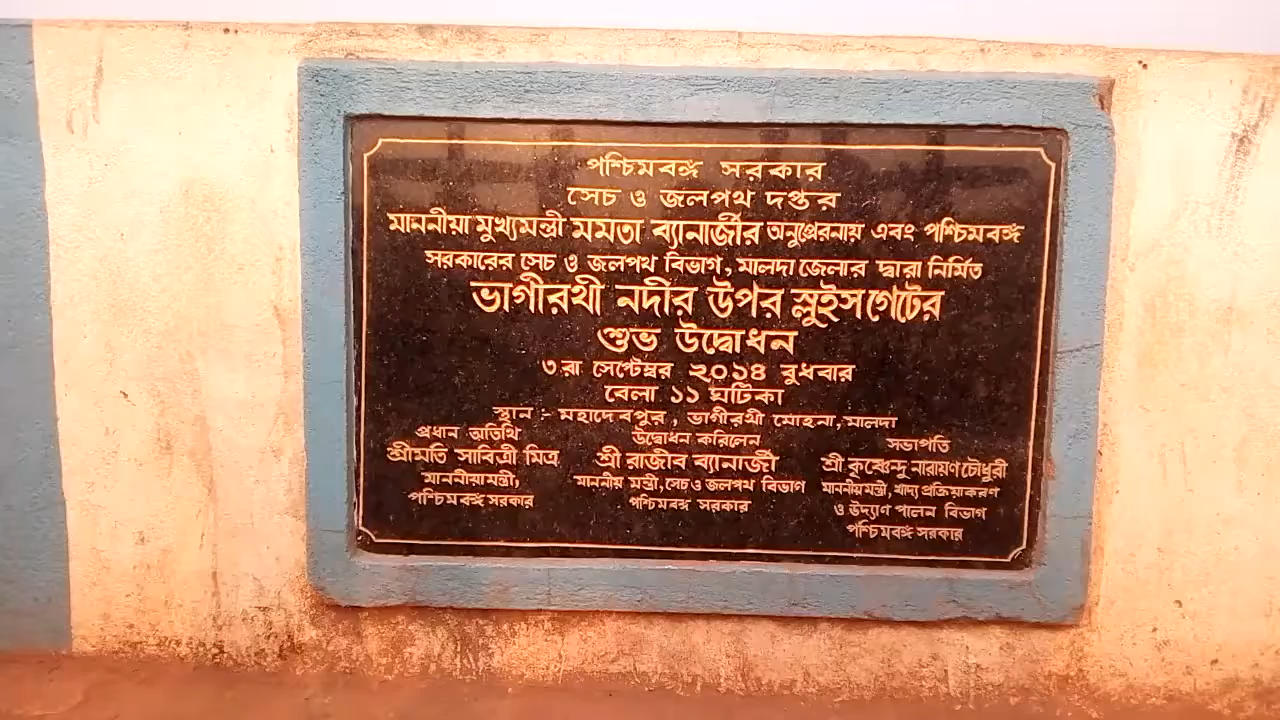 পশ্চিমবঙ্গ সরকার
সেচ ও জলপথ দপ্তর
মাননীয়া মুখ্যমন্ত্রী মমতা ব্যানার্জীর অনুপ্রেরনায় এবং পশ্চিমবঙ্গ
সরকারের সেচ ও জলপথ বিভাগ, মালদা জেলার দ্বারা নির্মিত
ভাগীরথী নদীর উপর স্লুইস গেটের
শুভ উদ্বোধন
৩রা সেপ্টেম্বর ২০১৪ বুধবার
বেলা ১১ ঘটিকা
স্থান :- মহাদেবপুর, ভাগীরথী মোহনা, মালদা
প্রধান অতিথি
শ্রীমতি সাবিত্রী মিত্র
মাননীয়া মন্ত্রী,
পশ্চিমবঙ্গ সরকার
উদ্বোধন করিলেন
শ্রী রাজীব ব্যানার্জী
মাননীয় মন্ত্রী, সেচ ও জলপথ বিভাগ
পশ্চিমবঙ্গ সরকার
সভাপতি
শ্রী কৃষ্ণেন্দু নারায়ণ চৌধুরী
মাননীয় মন্ত্রী, খাদ্য প্রক্রিয়াকরণ
ও উদ্যাণ পালন বিভাগ
পশ্চিমবঙ্গ সরকার